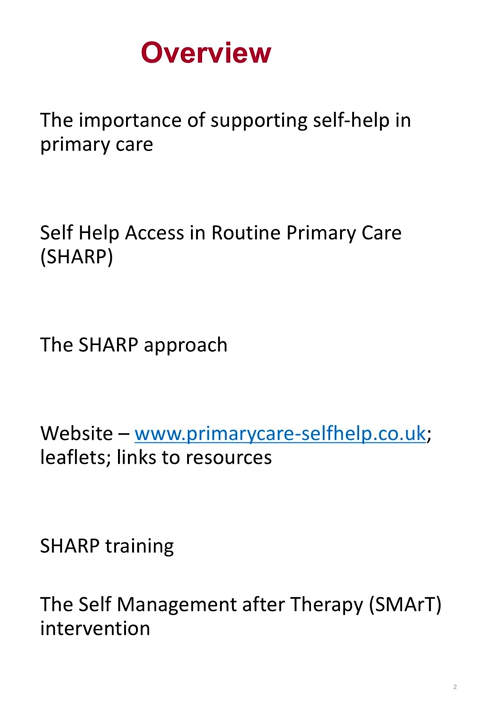 Overview
The importance of supporting self-help in
primary care
Self Help Access in Routine Primary Care
(SHARP)
The SHARP approach
Website – www.primarycare-selfhelp.co.uk;
leaflets; links to resources
SHARP training
The Self Management after Therapy (SMArT)
intervention
2